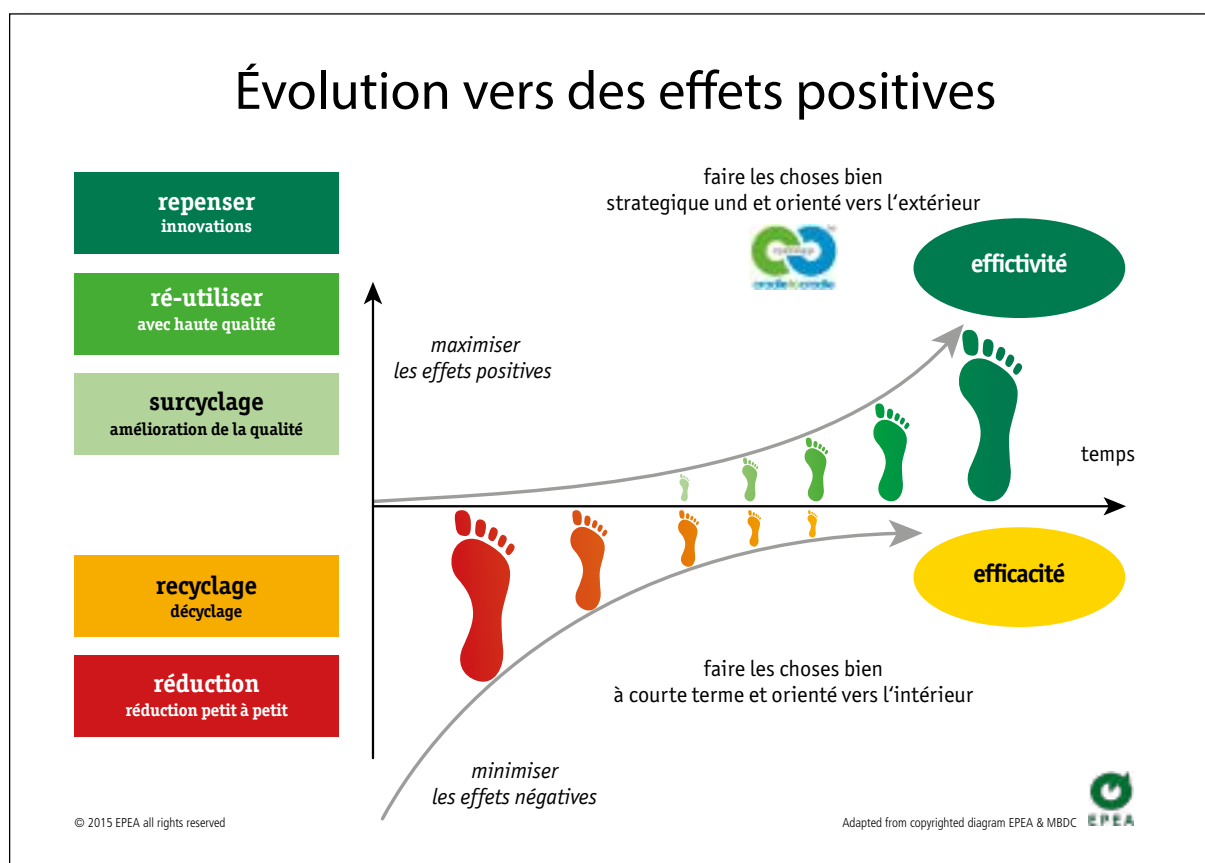 Évolution vers des effets positives
repenser
innovations
ré-utiliser
avec haute qualité
surcyclage
amélioration de la qualité
recyclage
décyclage
réduction
réduction petit à petit
faire les choses bien
strategique und et orienté vers l‘extérieur
cradle to cradle
effictivité
maximiser
les effets positives
temps
efficacité
faire les choses bien
à courte terme et orienté vers l‘intérieur
minimiser
les effets négatives
© 2015 EPEA all rights reserved
Adapted from copyrighted diagram EPEA & MBDC
EPEA